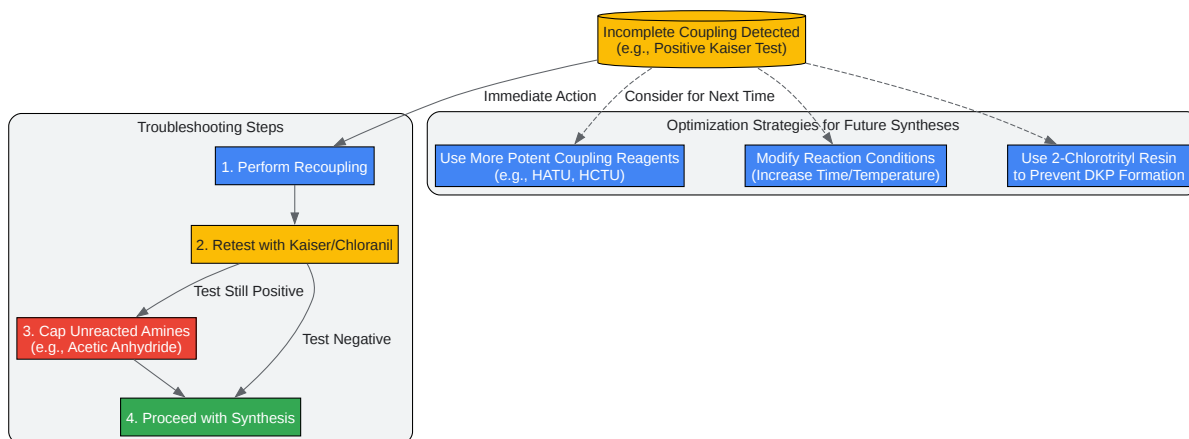 Incomplete Coupling Detected
(e.g., Positive Kaiser Test)
Immediate Action
Consider for Next Time
Troubleshooting Steps
1. Perform Recoupling
2. Retest with Kaiser/Chloranil
Test Still Positive
3. Cap Unreacted Amines
(e.g., Acetic Anhydride)
Test Negative
4. Proceed with Synthesis
Optimization Strategies for Future Syntheses
Use More Potent Coupling Reagents
(e.g., HATU, HCTU)
Modify Reaction Conditions
(Increase Time/Temperature)
Use 2-Chlorotrityl Resin
to Prevent DKP Formation